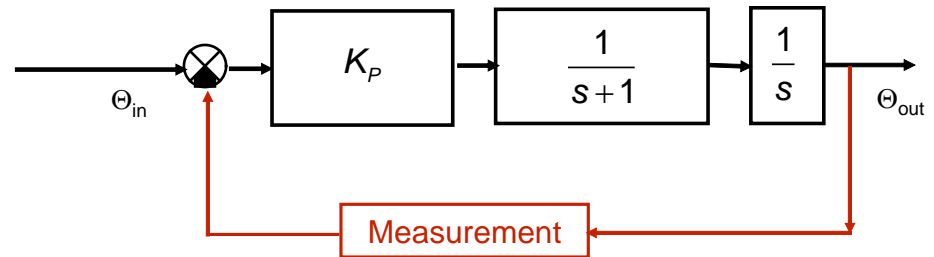 Θin
K_P
1
s+1
1
s
Θout
Measurement